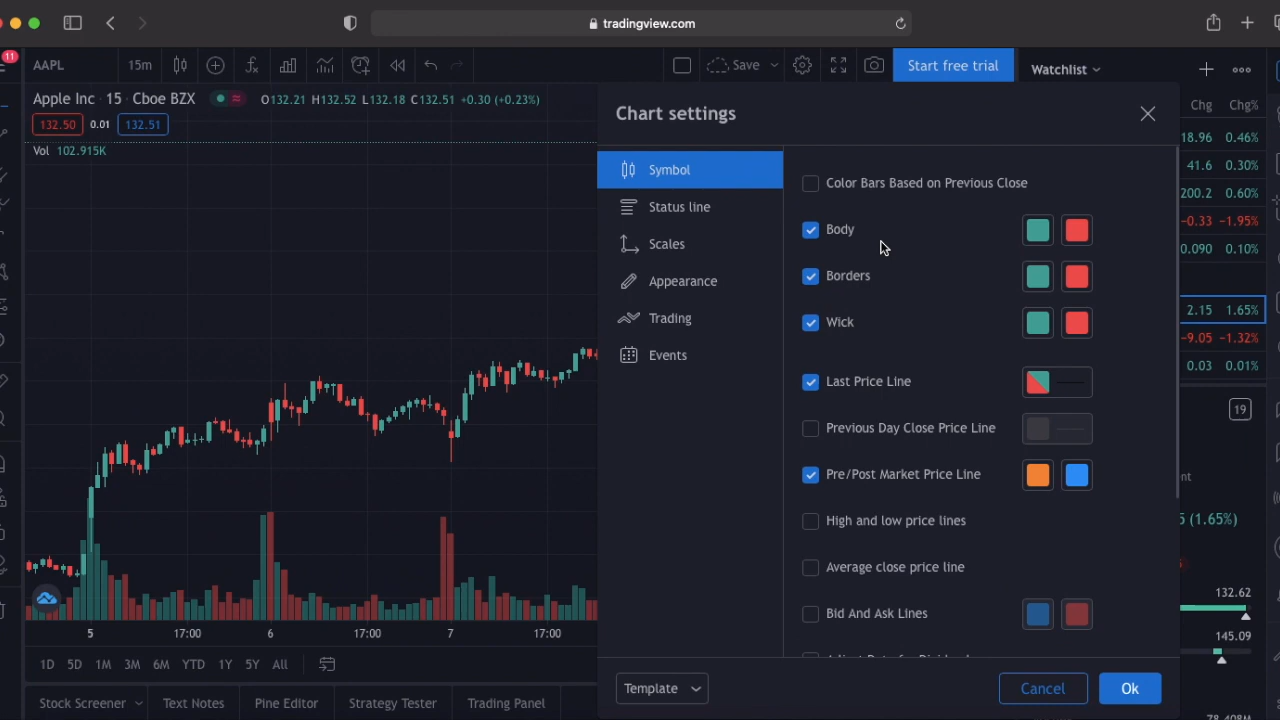 tradingview.com
11
AAPL 15m Save Start free trial Watchlist
Apple Inc · 15 · Cboe BZX O132.21 H132.52 L132.18 C132.51 +0.30 (+0.23%)
132.50 0.01 132.51
Vol 102.915K
Chart settings
Symbol
Status line
Scales
Appearance
Trading
Events
Color Bars Based on Previous Close
Body
Borders
Wick
Last Price Line
Previous Day Close Price Line
Pre/Post Market Price Line
High and low price lines
Average close price line
Bid And Ask Lines
Template Cancel Ok
Chg Chg%
18.96 0.46%
41.6 0.30%
200.2 0.60%
-0.33 -1.95%
0.090 0.10%
2.15 1.65%
-9.05 -1.32%
0.03 0.01%
19
(1.65%)
132.62
145.09
5 17:00 6 17:00 7 17:00
1D 5D 1M 3M 6M YTD 1Y 5Y All
Stock Screener Text Notes Pine Editor Strategy Tester Trading Panel